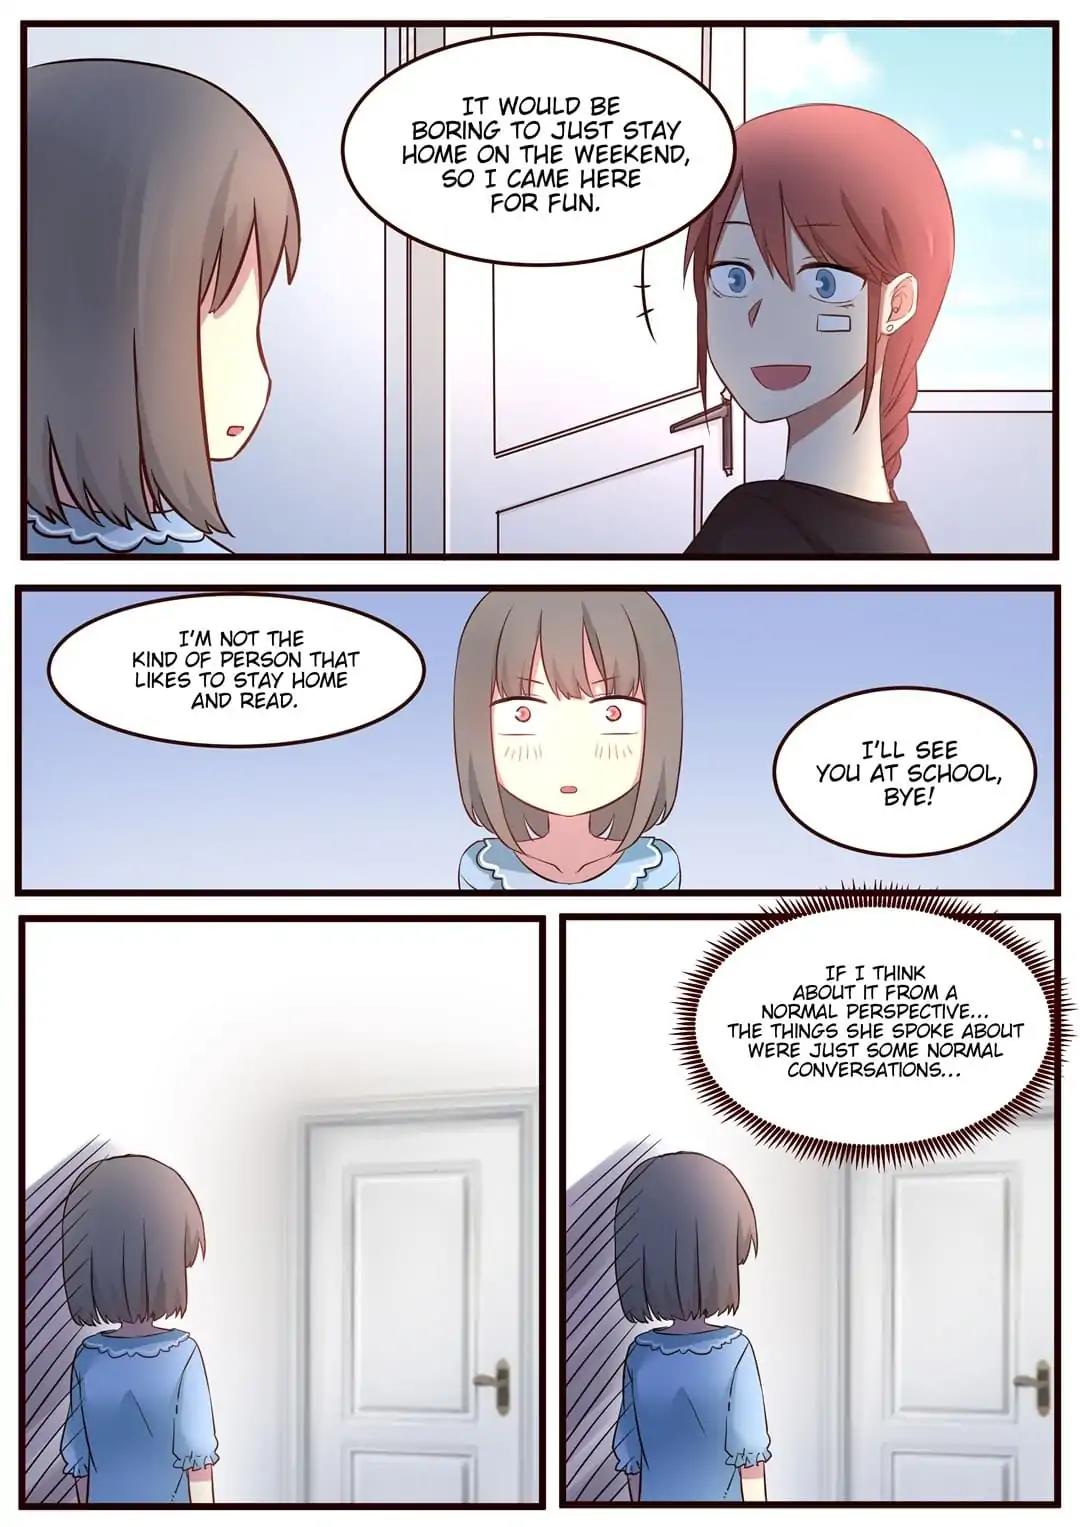 IT WOULD BE
BORING TO JUST STAY
HOME ON THE WEEKEND,
SO I CAME HERE
FOR FUN.
I'M NOT THE
KIND OF PERSON THAT
LIKES TO STAY HOME
AND READ.
I'LL SEE
YOU AT SCHOOL,
BYE!
IF I THINK
ABOUT IT FROM A
NORMAL PERSPECTIVE...
THE THINGS SHE SPOKE ABOUT
WERE JUST SOME NORMAL
CONVERSATIONS...